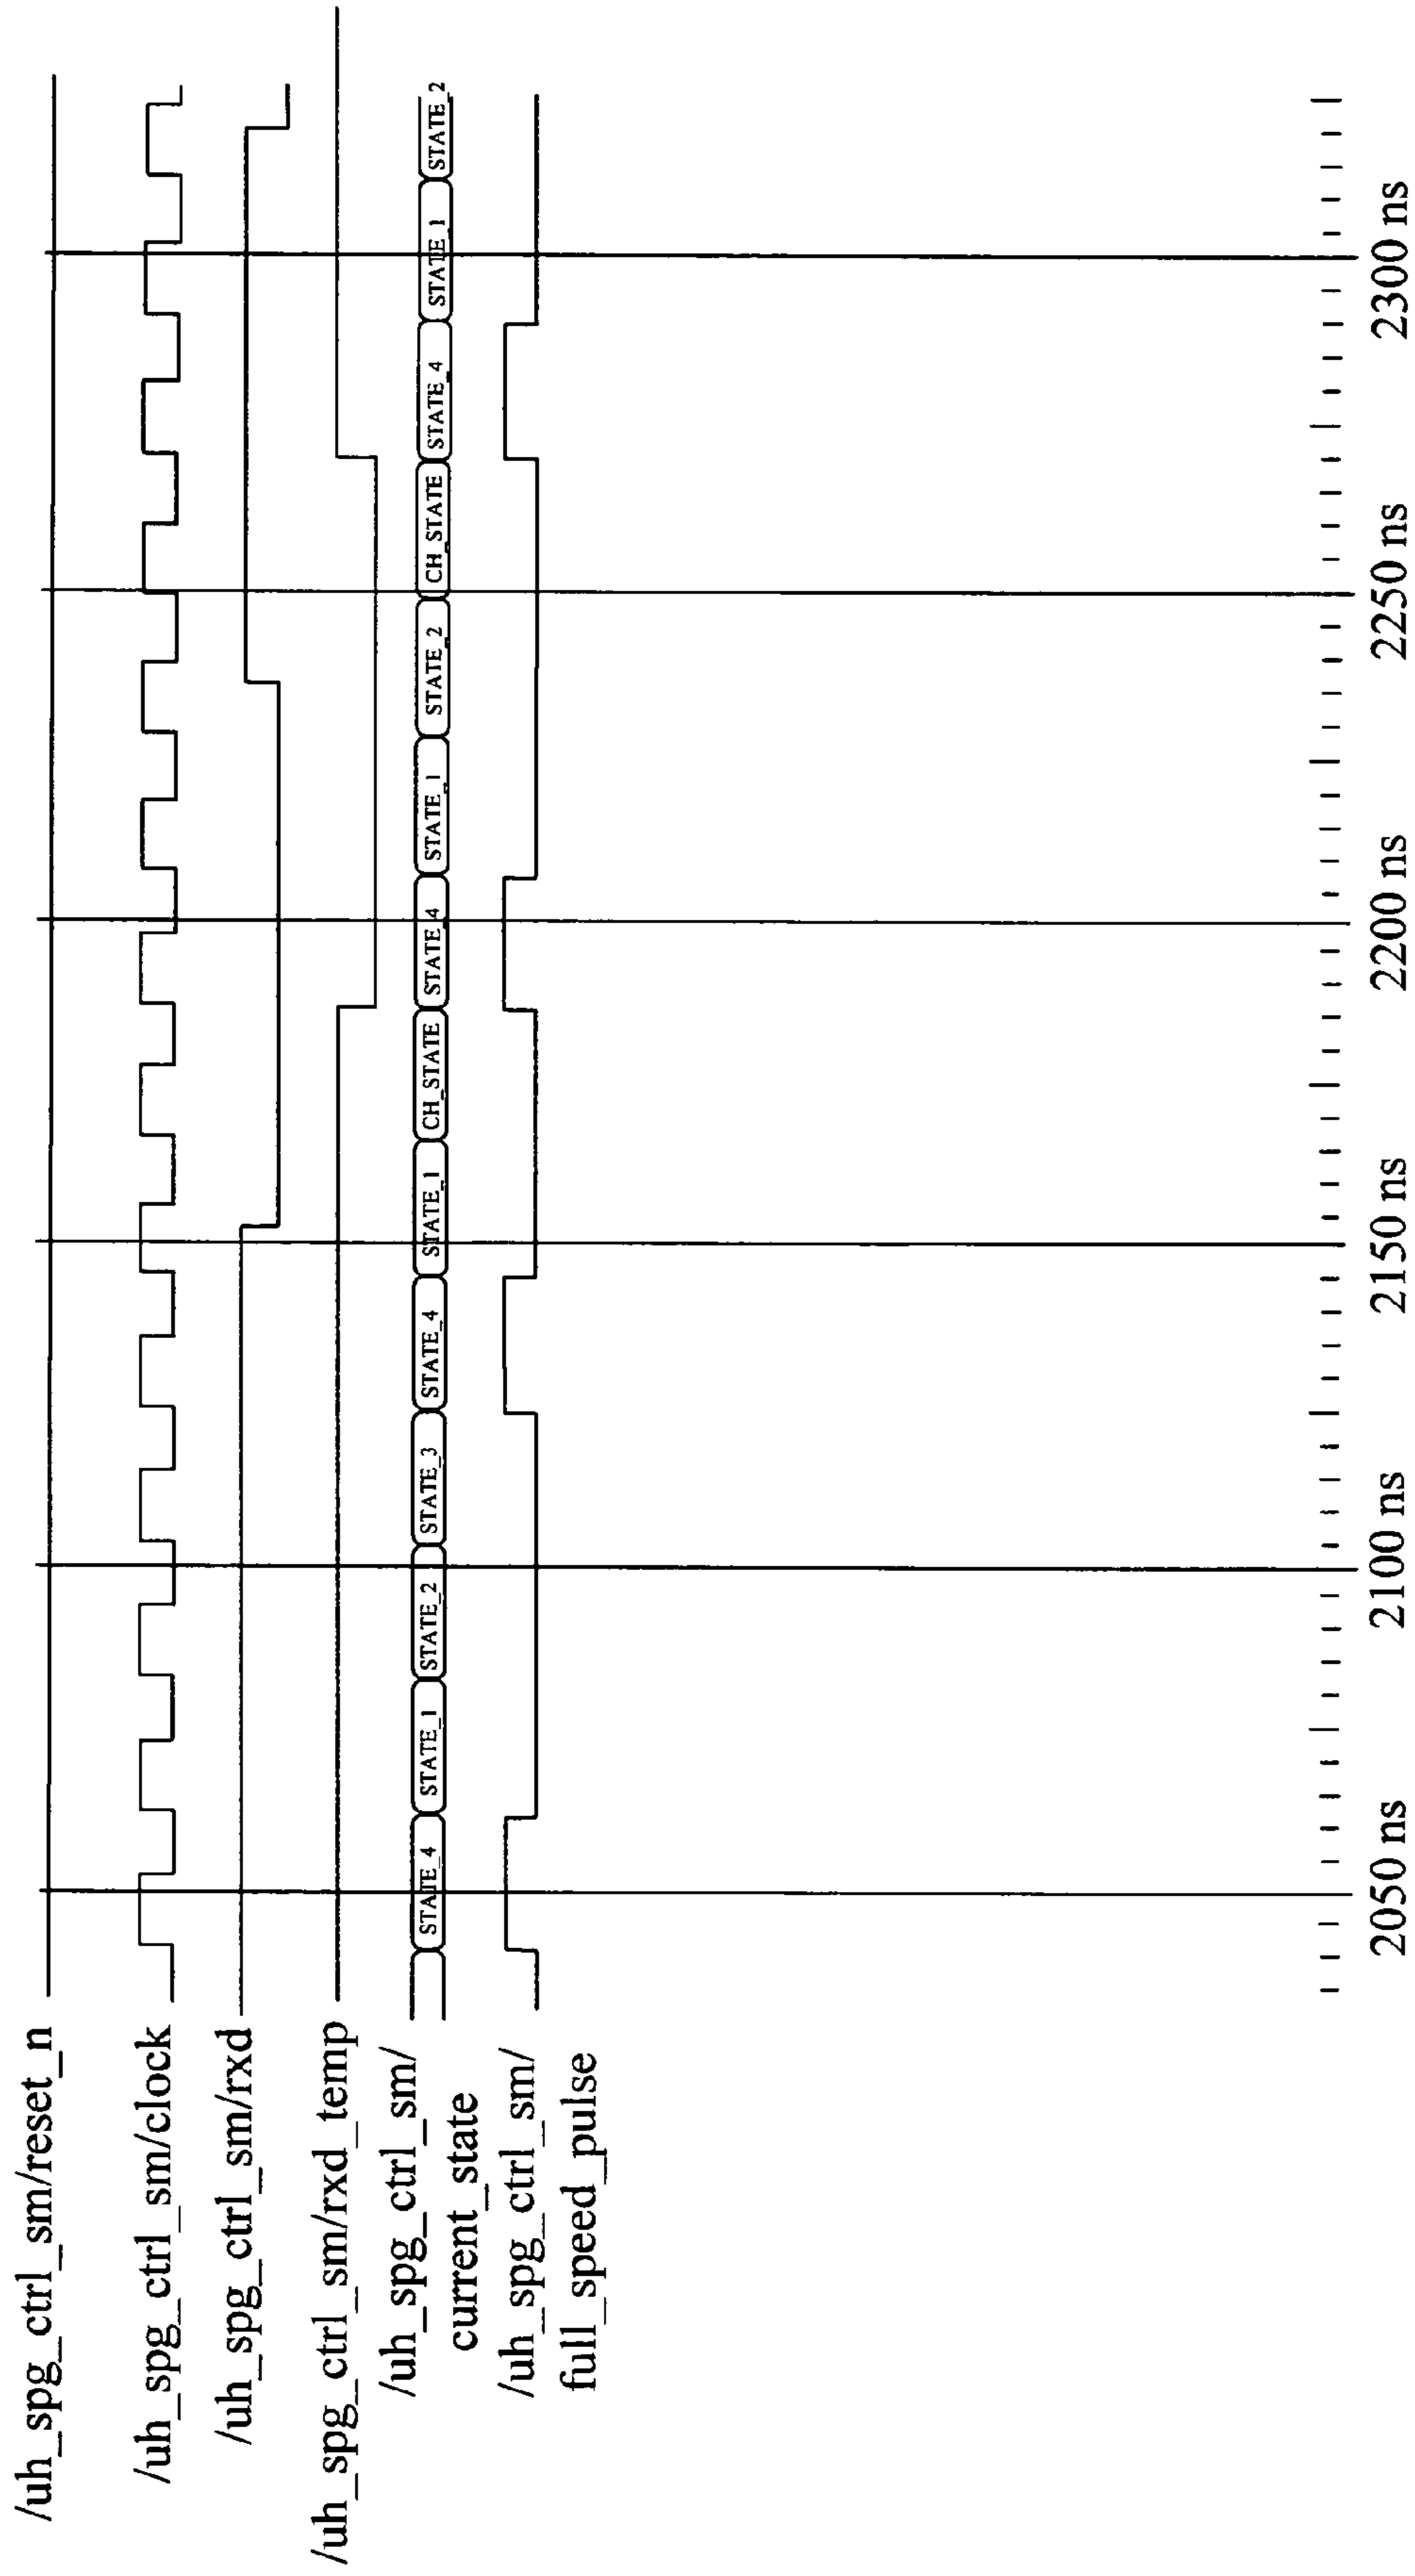 /uh_spg_ctrl_sm/reset_n
/uh_spg_ctrl_sm/clock
/uh_spg_ctrl_sm/rxd
/uh_spg_ctrl_sm/rxd_temp
/uh_spg_ctrl_sm/
current_state
STATE_4 STATE_1 STATE_2 STATE_3 STATE_4 STATE_1 CH_STATE STATE_4 STATE_1 STATE_2 CH_STATE STATE_4 STATE_1 STATE_2
/uh_spg_ctrl_sm/
full_speed_pulse
2050 ns 2100 ns 2150 ns 2200 ns 2250 ns 2300 ns